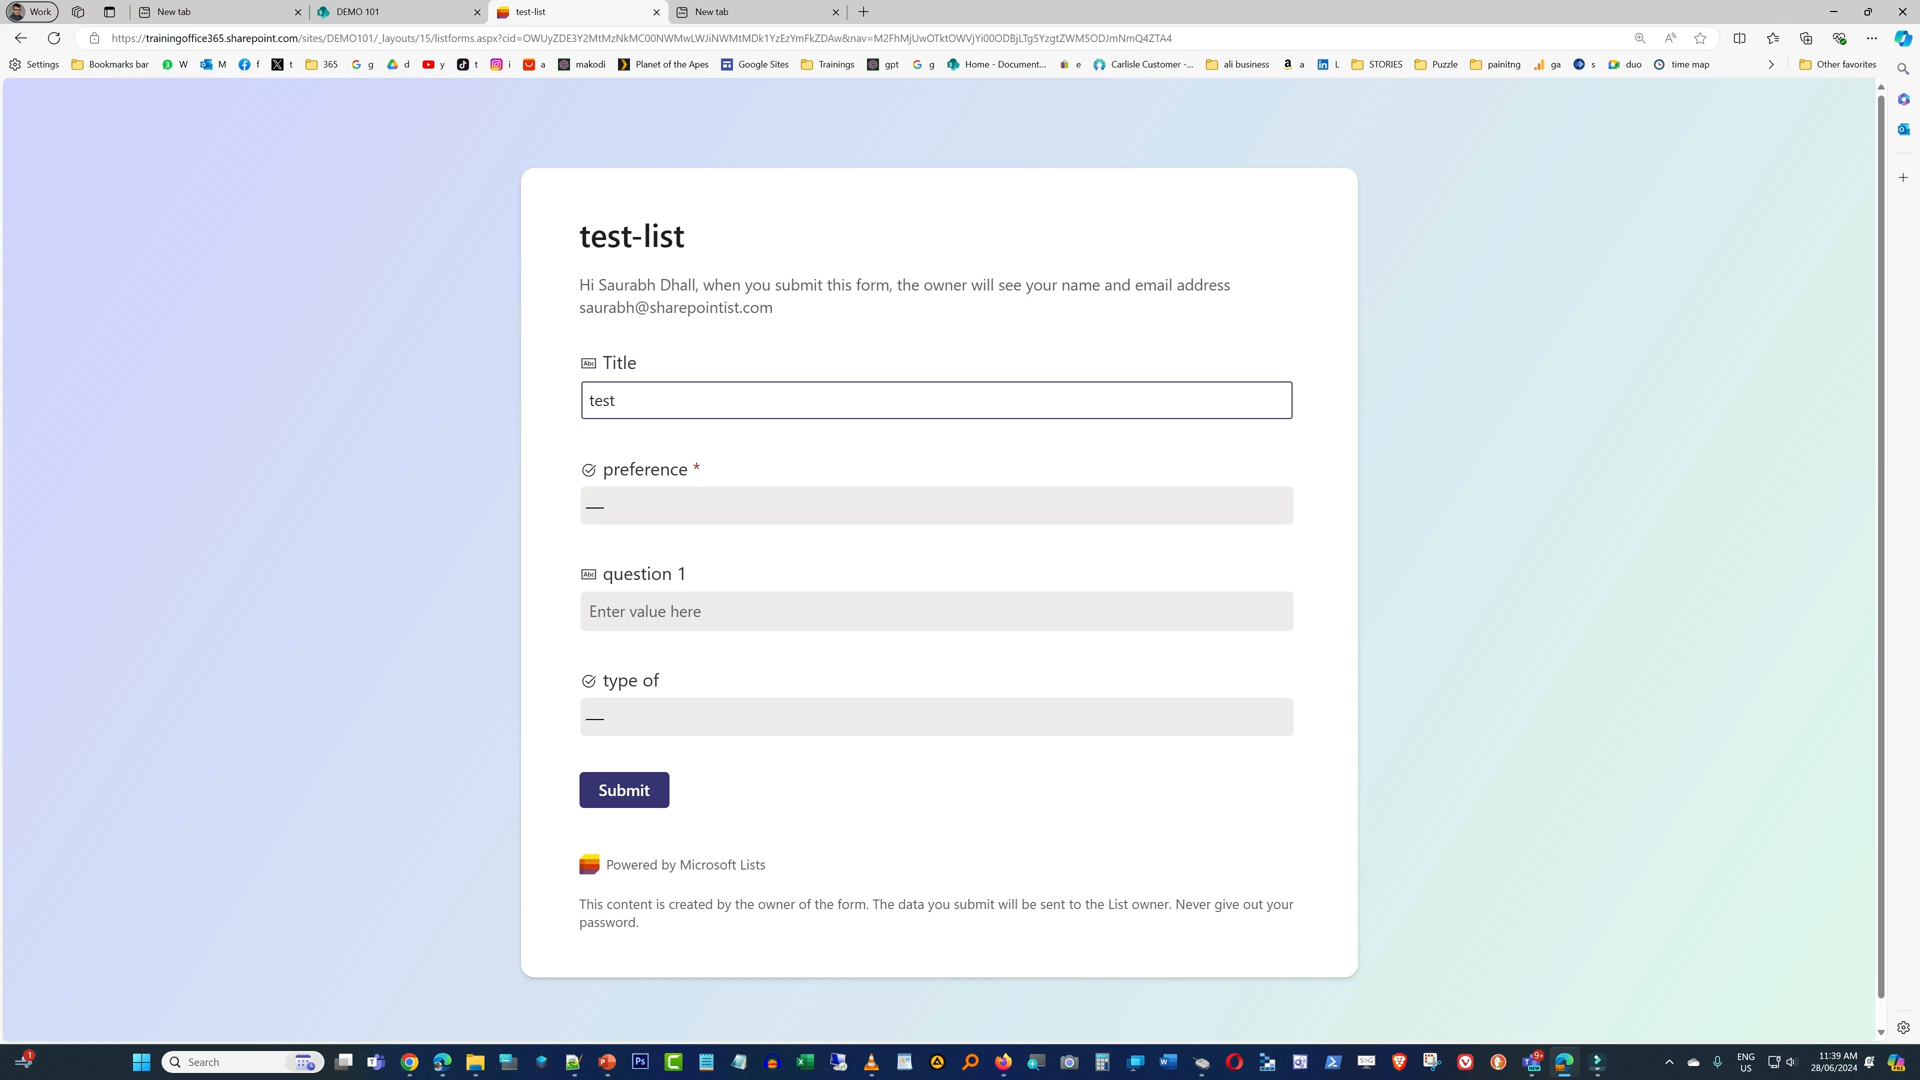 Work
New tab
DEMO 101
test-list
New tab
https://trainingoffice365.sharepoint.com/sites/DEMO101/_layouts/15/listforms.aspx?cid=OWUyZDE3Y2MtMzNkMC00NWMwLWJiNWMtMDk1YzEzYmFkZDAw&nav=M2FhMjUwOTktOWVjYi00ODBjLTg5YzgtZWM5ODJmNmQ4ZTA4
Settings Bookmarks bar W M f t 365 g d y t i a makodi Planet of the Apes Google Sites Trainings gpt g Home - Document... e Carlisle Customer -... ali business a L STORIES Puzzle painitng ga s duo time map Other favorites
test-list
Hi Saurabh Dhall, when you submit this form, the owner will see your name and email address
saurabh@sharepointist.com
Title
test
preference *
—
question 1
Enter value here
type of
—
Submit
Powered by Microsoft Lists
This content is created by the owner of the form. The data you submit will be sent to the List owner. Never give out your
password.
Search
ENG
US
11:39 AM
28/06/2024